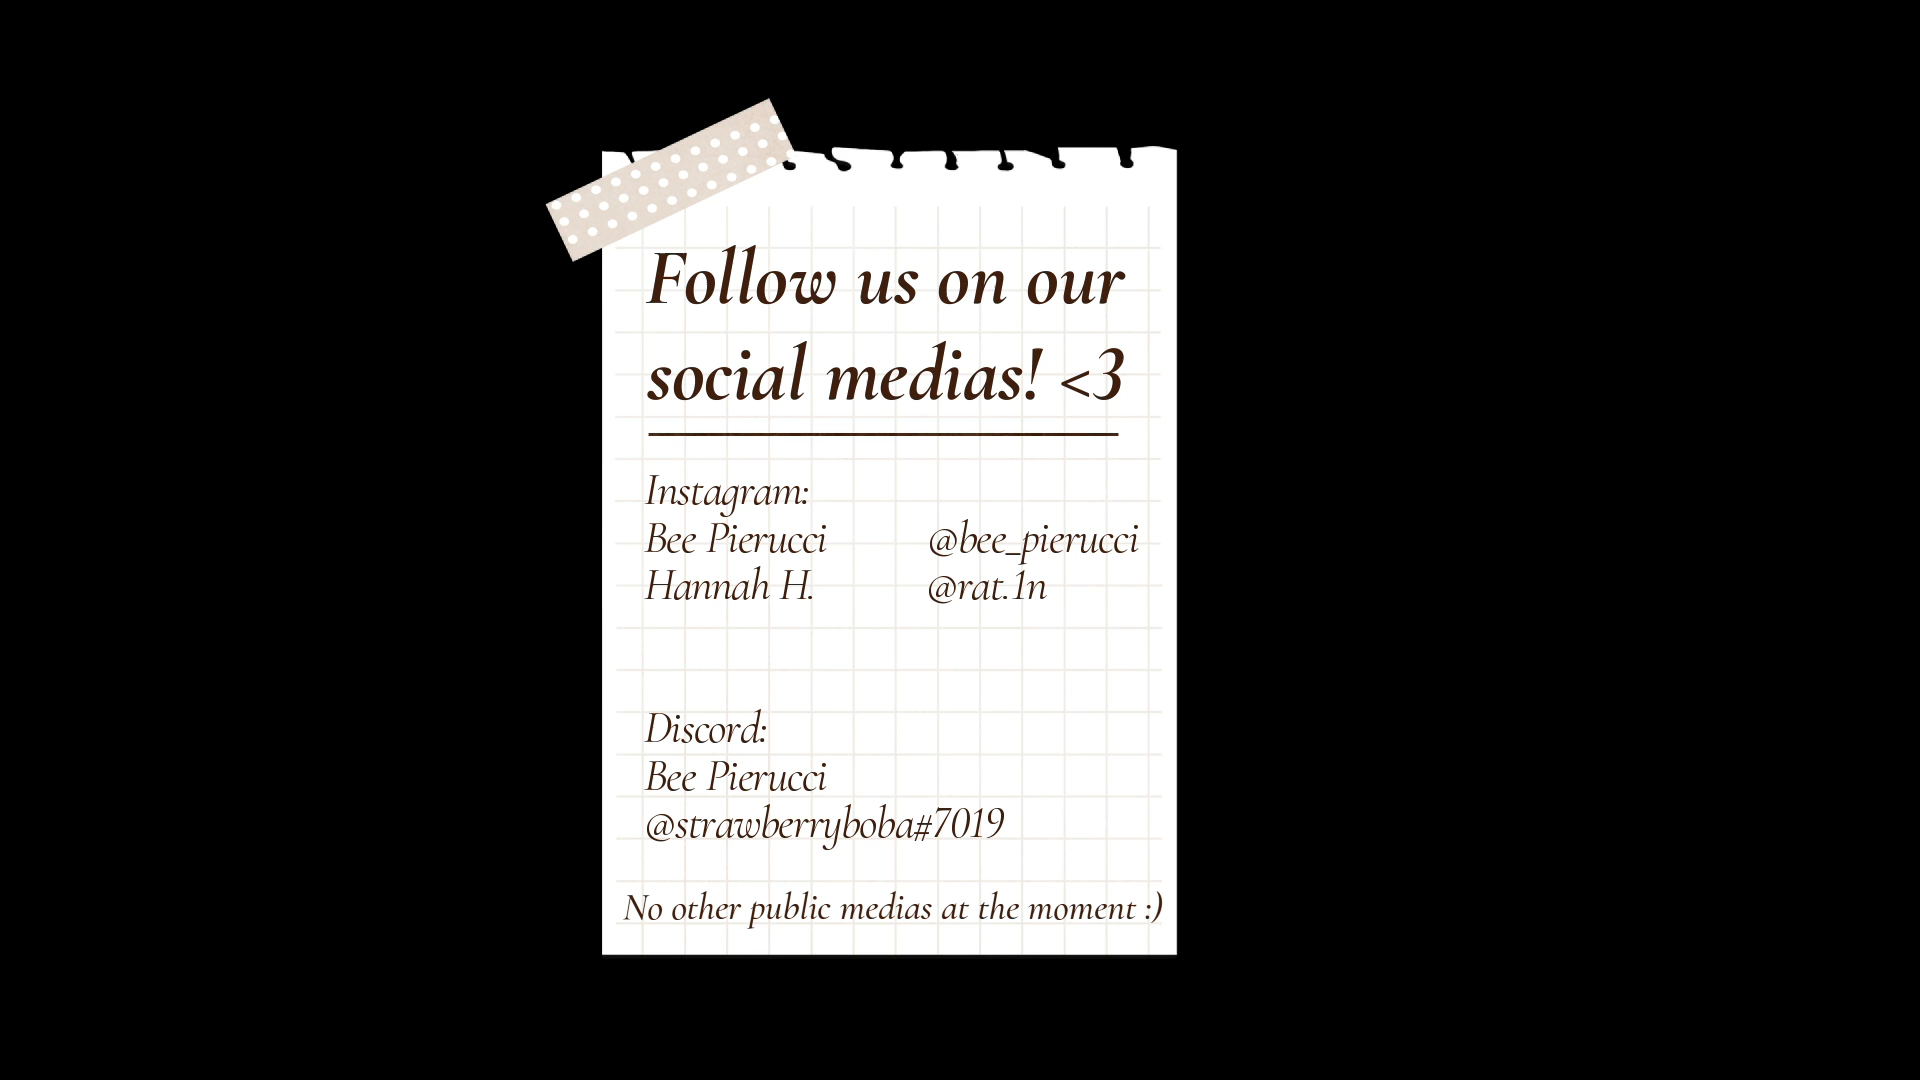 Follow us on our
social medias! <3
Instagram:
Bee Pierucci @bee_pierucci
Hannah H. @rat.1n
Discord:
Bee Pierucci
@strawberryboba#7019
No other public medias at the moment :)